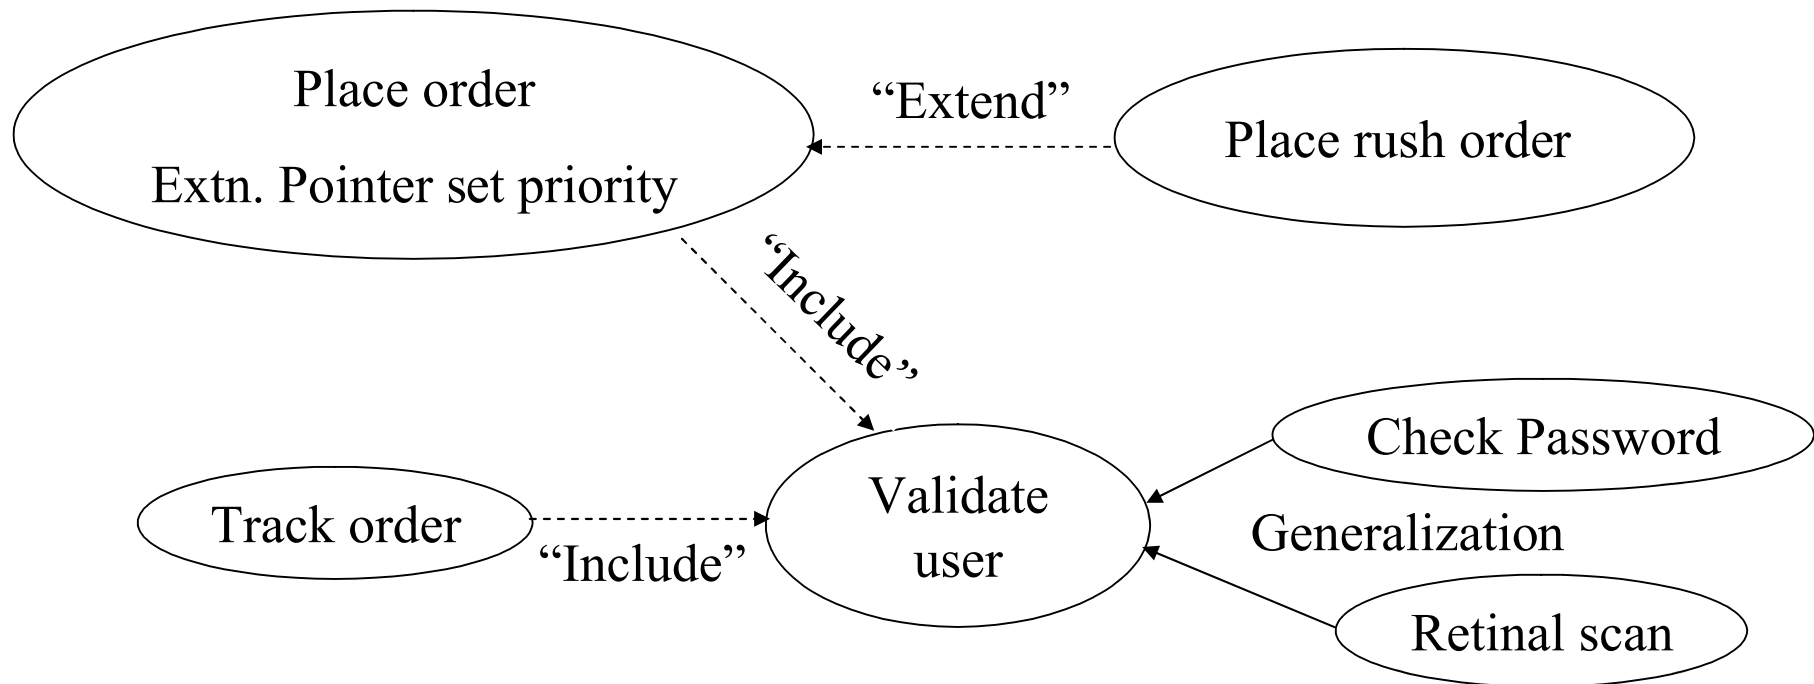 Place order
Extn. Pointer set priority
“Extend”
Place rush order
“Include”
Check Password
Validate
user
Track order
“Include”
Generalization
Retinal scan